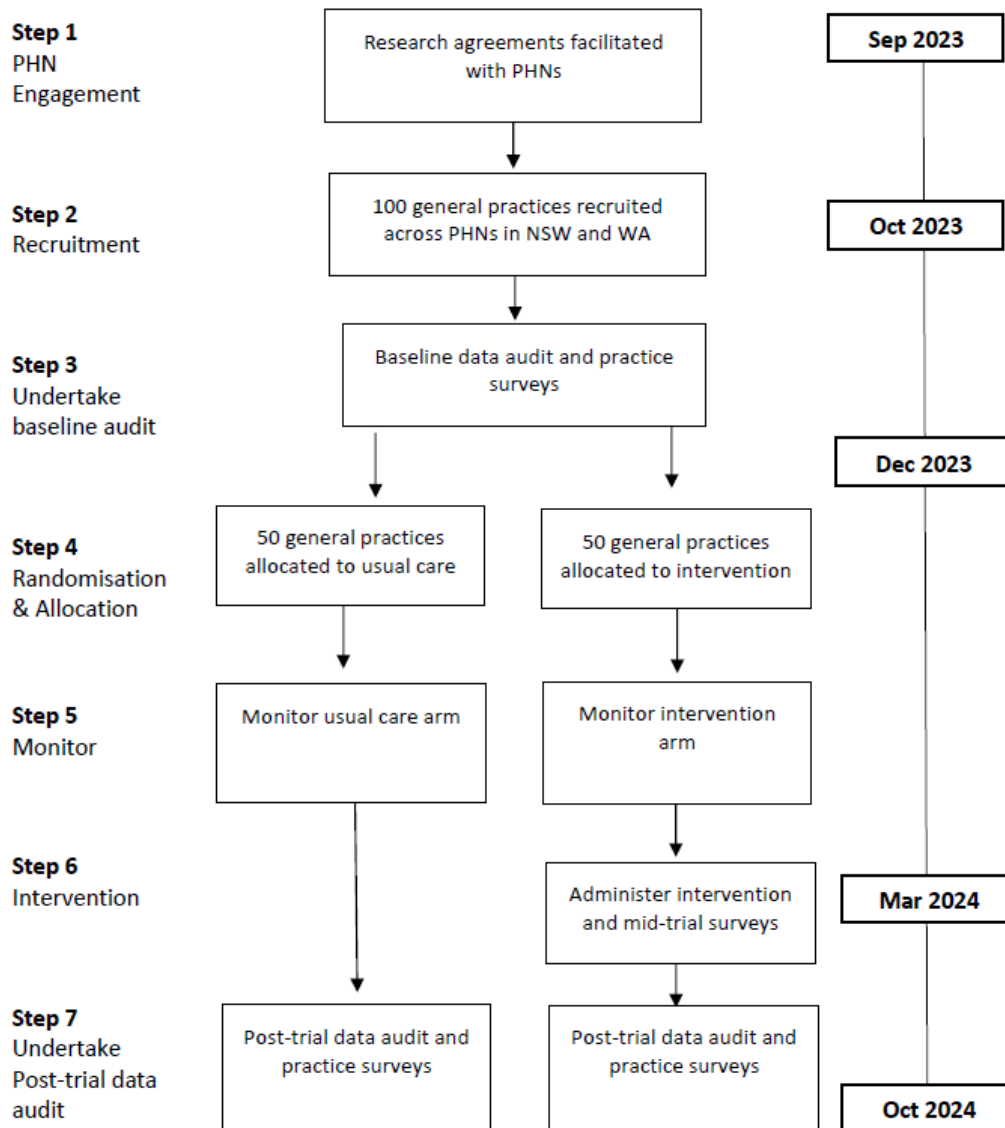 Step 1
PHN
Engagement
Research agreements facilitated
with PHNs
Sep 2023
Step 2
Recruitment
100 general practices recruited
across PHNs in NSW and WA
Oct 2023
Step 3
Undertake
baseline audit
Baseline data audit and practice
surveys
Dec 2023
Step 4
Randomisation
& Allocation
50 general practices
allocated to usual care
50 general practices
allocated to intervention
Step 5
Monitor
Monitor usual care arm
Monitor intervention
arm
Step 6
Intervention
Administer intervention
and mid-trial surveys
Mar 2024
Step 7
Undertake
Post-trial data
audit
Post-trial data audit and
practice surveys
Post-trial data audit and
practice surveys
Oct 2024